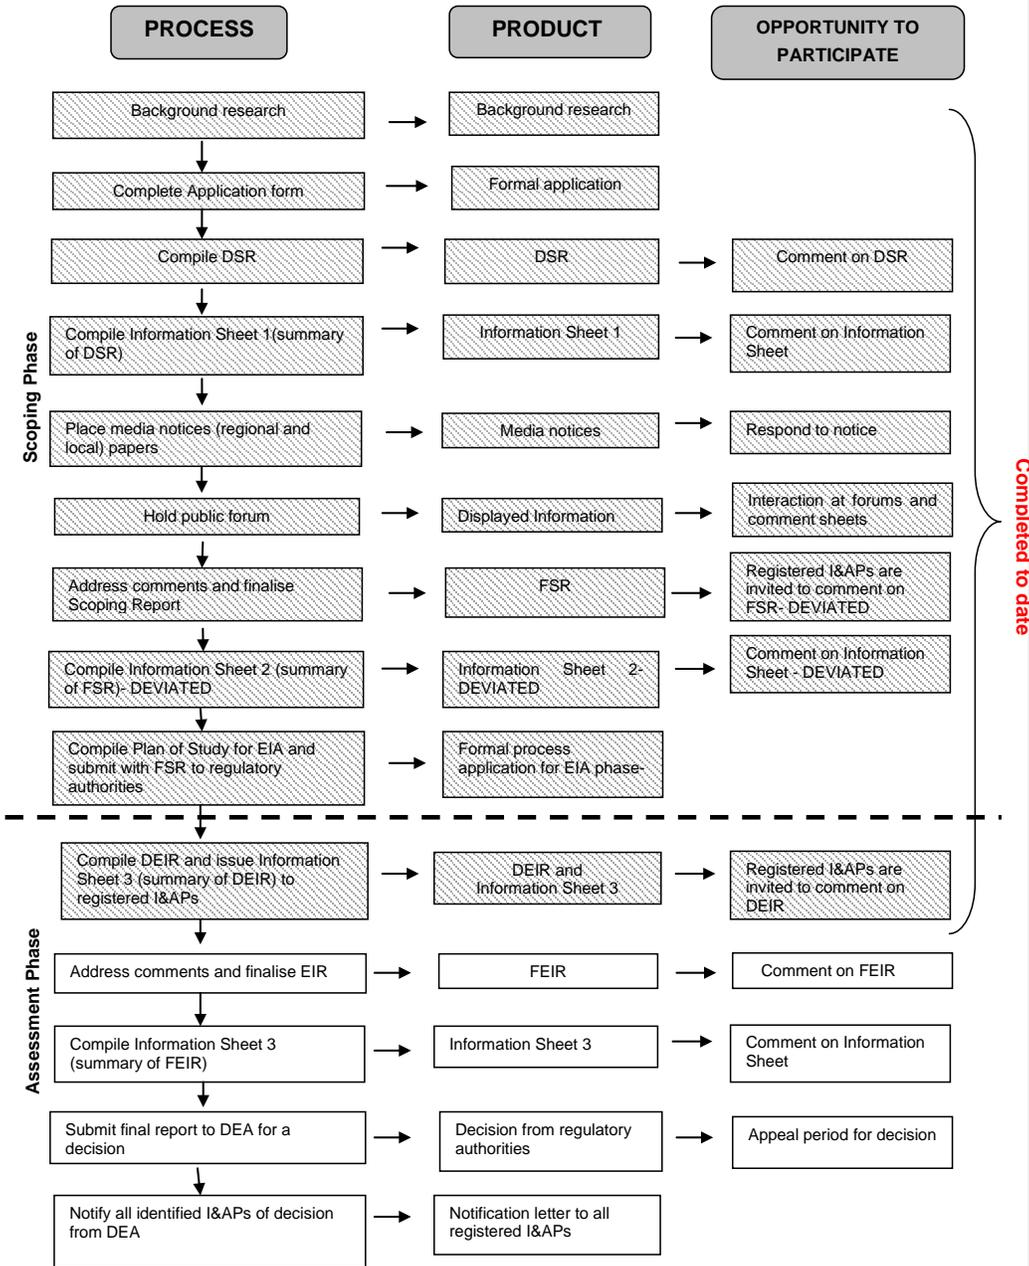 PROCESS
PRODUCT
OPPORTUNITY TO
PARTICIPATE
Background research
Background research
Complete Application form
Formal application
Compile DSR
DSR
Comment on DSR
Scoping Phase
Compile Information Sheet 1(summary
of DSR)
Information Sheet 1
Comment on Information
Sheet
Place media notices (regional and
local) papers
Media notices
Respond to notice
Hold public forum
Displayed Information
Interaction at forums and
comment sheets
Completed to date
Address comments and finalise
Scoping Report
FSR
Registered I&APs are
invited to comment on
FSR- DEVIATED
Compile Information Sheet 2 (summary
of FSR)- DEVIATED
Information Sheet 2-
DEVIATED
Comment on Information
Sheet - DEVIATED
Compile Plan of Study for EIA and
submit with FSR to regulatory
authorities
Formal process
application for EIA phase-
Compile DEIR and issue Information
Sheet 3 (summary of DEIR) to
registered I&APs
DEIR and
Information Sheet 3
Registered I&APs are
invited to comment on
DEIR
Assessment Phase
Address comments and finalise EIR
FEIR
Comment on FEIR
Compile Information Sheet 3
(summary of FEIR)
Information Sheet 3
Comment on Information
Sheet
Submit final report to DEA for a
decision
Decision from regulatory
authorities
Appeal period for decision
Notify all identified I&APs of decision
from DEA
Notification letter to all
registered I&APs